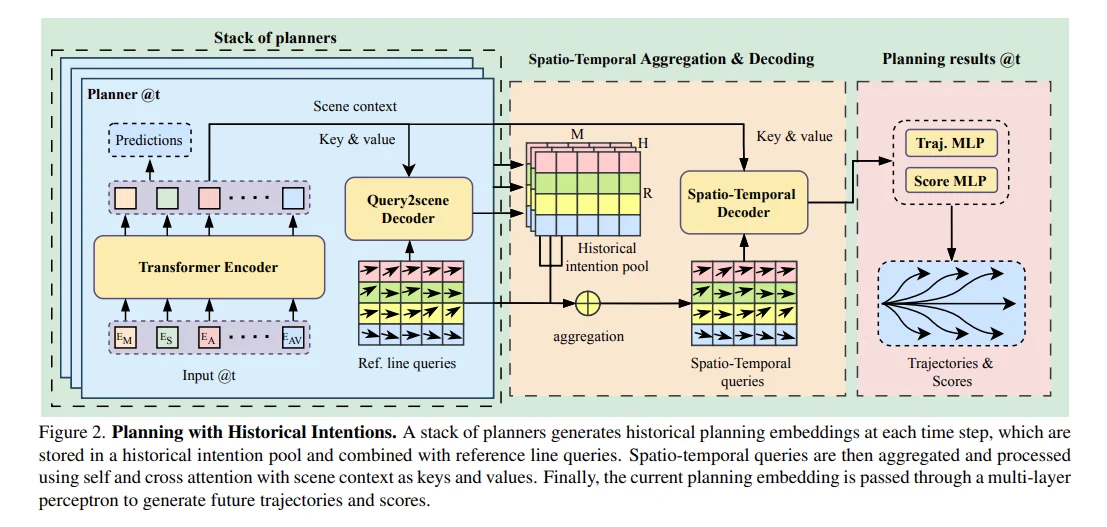 Stack of planners
Spatio-Temporal Aggregation & Decoding
Planning results @t
Planner @t
Scene context
Predictions
Key & value
Key & value
M
H
R
Traj. MLP
Score MLP
Query2scene
Decoder
Spatio-Temporal
Decoder
Transformer Encoder
Historical
intention pool
E_M
E_S
E_A
E_AV
aggregation
Input @t
Ref. line queries
Spatio-Temporal
queries
Trajectories &
Scores
Figure 2. Planning with Historical Intentions. A stack of planners generates historical planning embeddings at each time step, which are
stored in a historical intention pool and combined with reference line queries. Spatio-temporal queries are then aggregated and processed
using self and cross attention with scene context as keys and values. Finally, the current planning embedding is passed through a multi-layer
perceptron to generate future trajectories and scores.